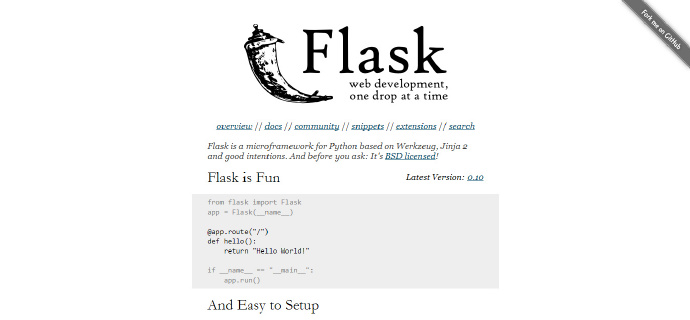 Fork me on GitHub
Flask
web development,
one drop at a time
overview // docs // community // snippets // extensions // search
Flask is a microframework for Python based on Werkzeug, Jinja 2
and good intentions. And before you ask: It's BSD licensed!
Flask is Fun
Latest Version: 0.10
from flask import Flask
app = Flask(__name__)
@app.route("/")
def hello():
    return "Hello World!"
if __name__ == "__main__":
    app.run()
And Easy to Setup